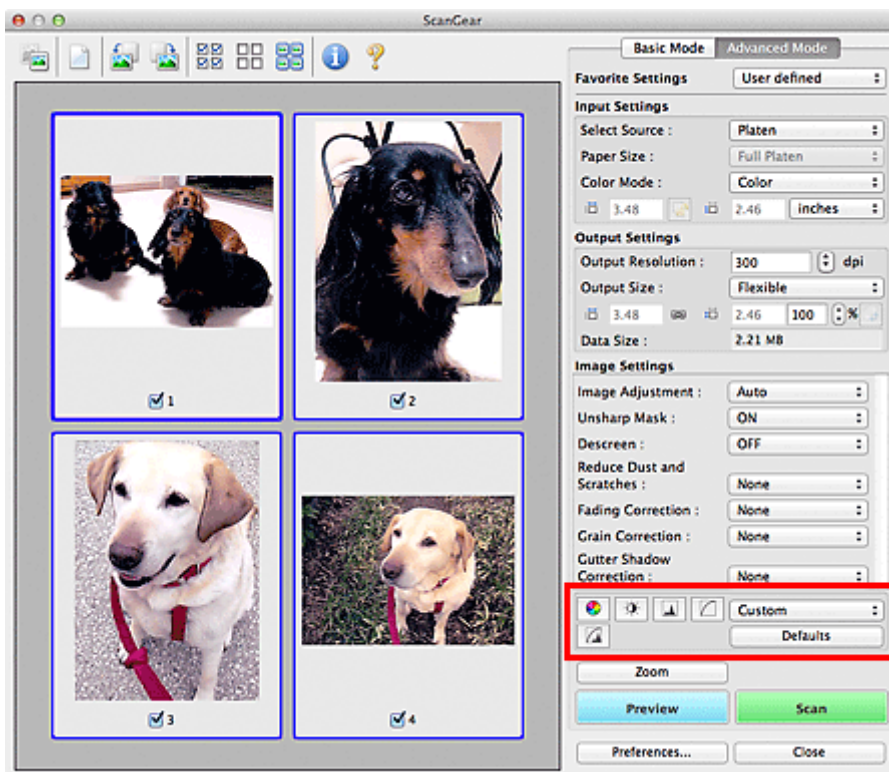 ScanGear
Basic Mode Advanced Mode
Favorite Settings User defined
Input Settings
Select Source : Platen
Paper Size : Full Platen
Color Mode : Color
3.48 2.46 inches
Output Settings
Output Resolution : 300 dpi
Output Size : Flexible
3.48 2.46 100 %
Data Size : 2.21 MB
Image Settings
Image Adjustment : Auto
Unsharp Mask : ON
Descreen : OFF
Reduce Dust and
Scratches : None
Fading Correction : None
Grain Correction : None
Gutter Shadow
Correction : None
Custom
Defaults
Zoom
Preview Scan
Preferences... Close
1
2
3
4